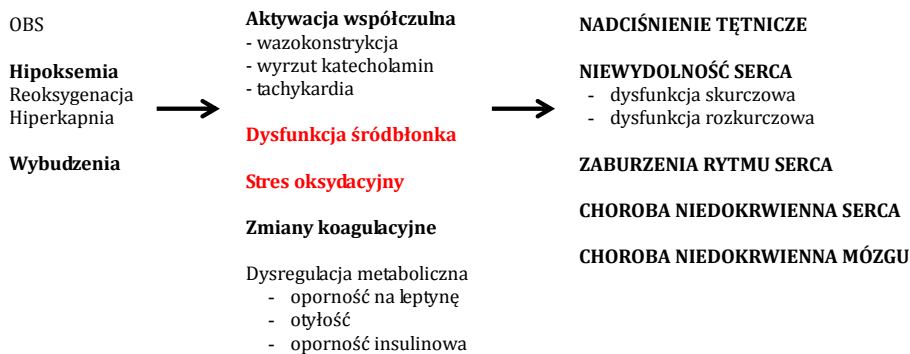 OBS
Hipoksemia
Reoksygenacja
Hiperkapnia
Wybudzenia
Aktywacja współczulna
- wazokonstrykcja
- wyrzut katecholamin
- tachykardia
Dysfunkcja śródbłonka
Stres oksydacyjny
Zmiany koagulacyjne
Dysregulacja metaboliczna
- oporność na leptynę
- otyłość
- oporność insulinowa
NADCIŚNIENIE TĘTNICZE
NIEWYDOLNOŚĆ SERCA
- dysfunkcja skurczowa
- dysfunkcja rozkurczowa
ZABURZENIA RYTMU SERCA
CHOROBA NIEDOKRWIENNA SERCA
CHOROBA NIEDOKRWIENNA MÓZGU